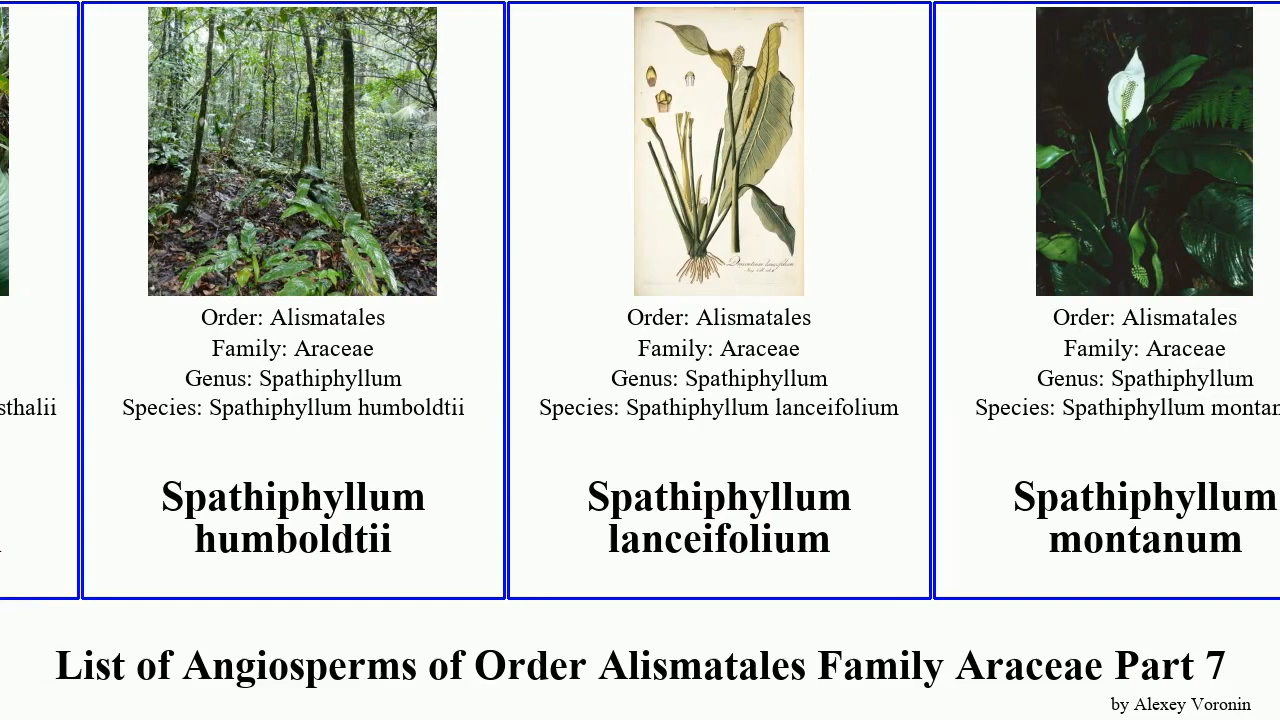 sthalii
Order: Alismatales
Family: Araceae
Genus: Spathiphyllum
Species: Spathiphyllum humboldtii
Spathiphyllum
humboldtii
Order: Alismatales
Family: Araceae
Genus: Spathiphyllum
Species: Spathiphyllum lanceifolium
Spathiphyllum
lanceifolium
Order: Alismatales
Family: Araceae
Genus: Spathiphyllum
Species: Spathiphyllum montan
Spathiphyllum
montanum
List of Angiosperms of Order Alismatales Family Araceae Part 7
by Alexey Voronin